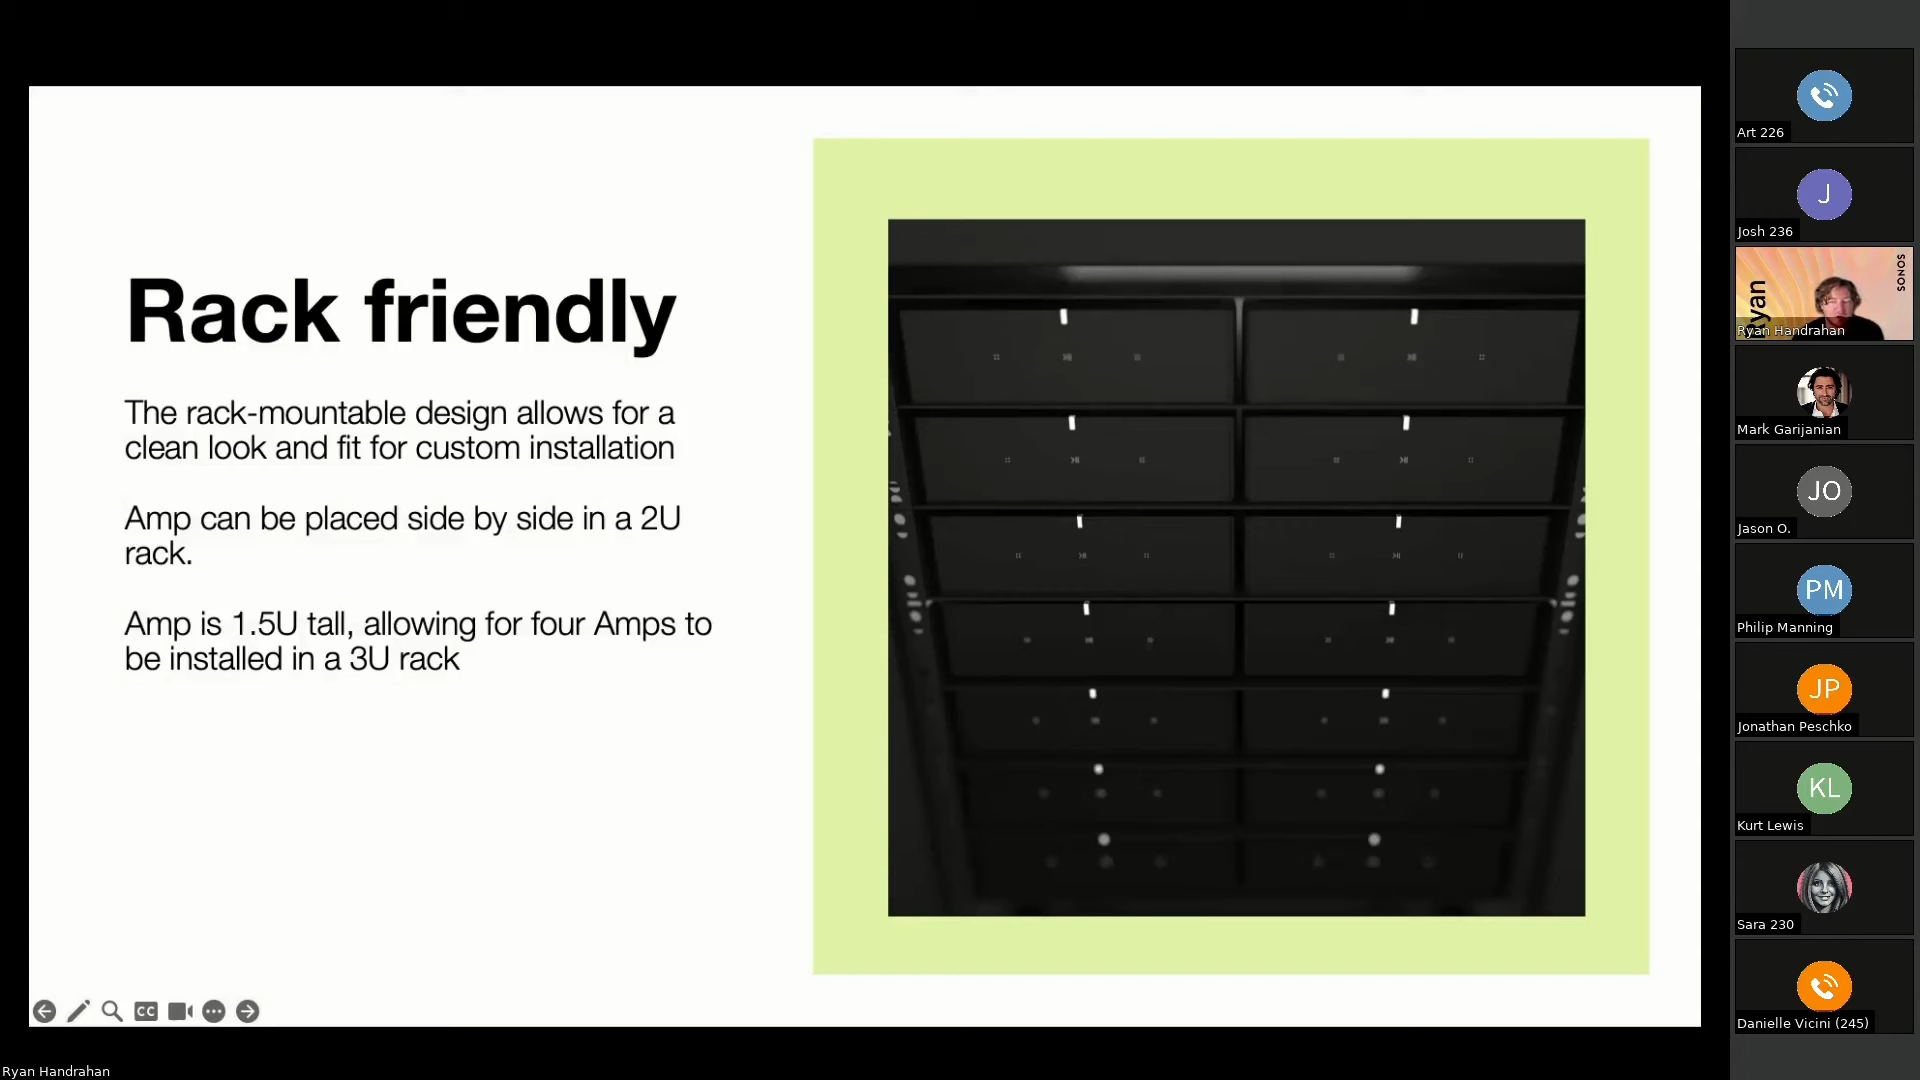 Rack friendly
The rack-mountable design allows for a
clean look and fit for custom installation
Amp can be placed side by side in a 2U
rack.
Amp is 1.5U tall, allowing for four Amps to
be installed in a 3U rack
CC
Ryan Handrahan
Art 226
J
Josh 236
Ryan
SONOS
Ryan Handrahan
Mark Garijanian
JO
Jason O.
PM
Philip Manning
JP
Jonathan Peschko
KL
Kurt Lewis
Sara 230
Danielle Vicini (245)